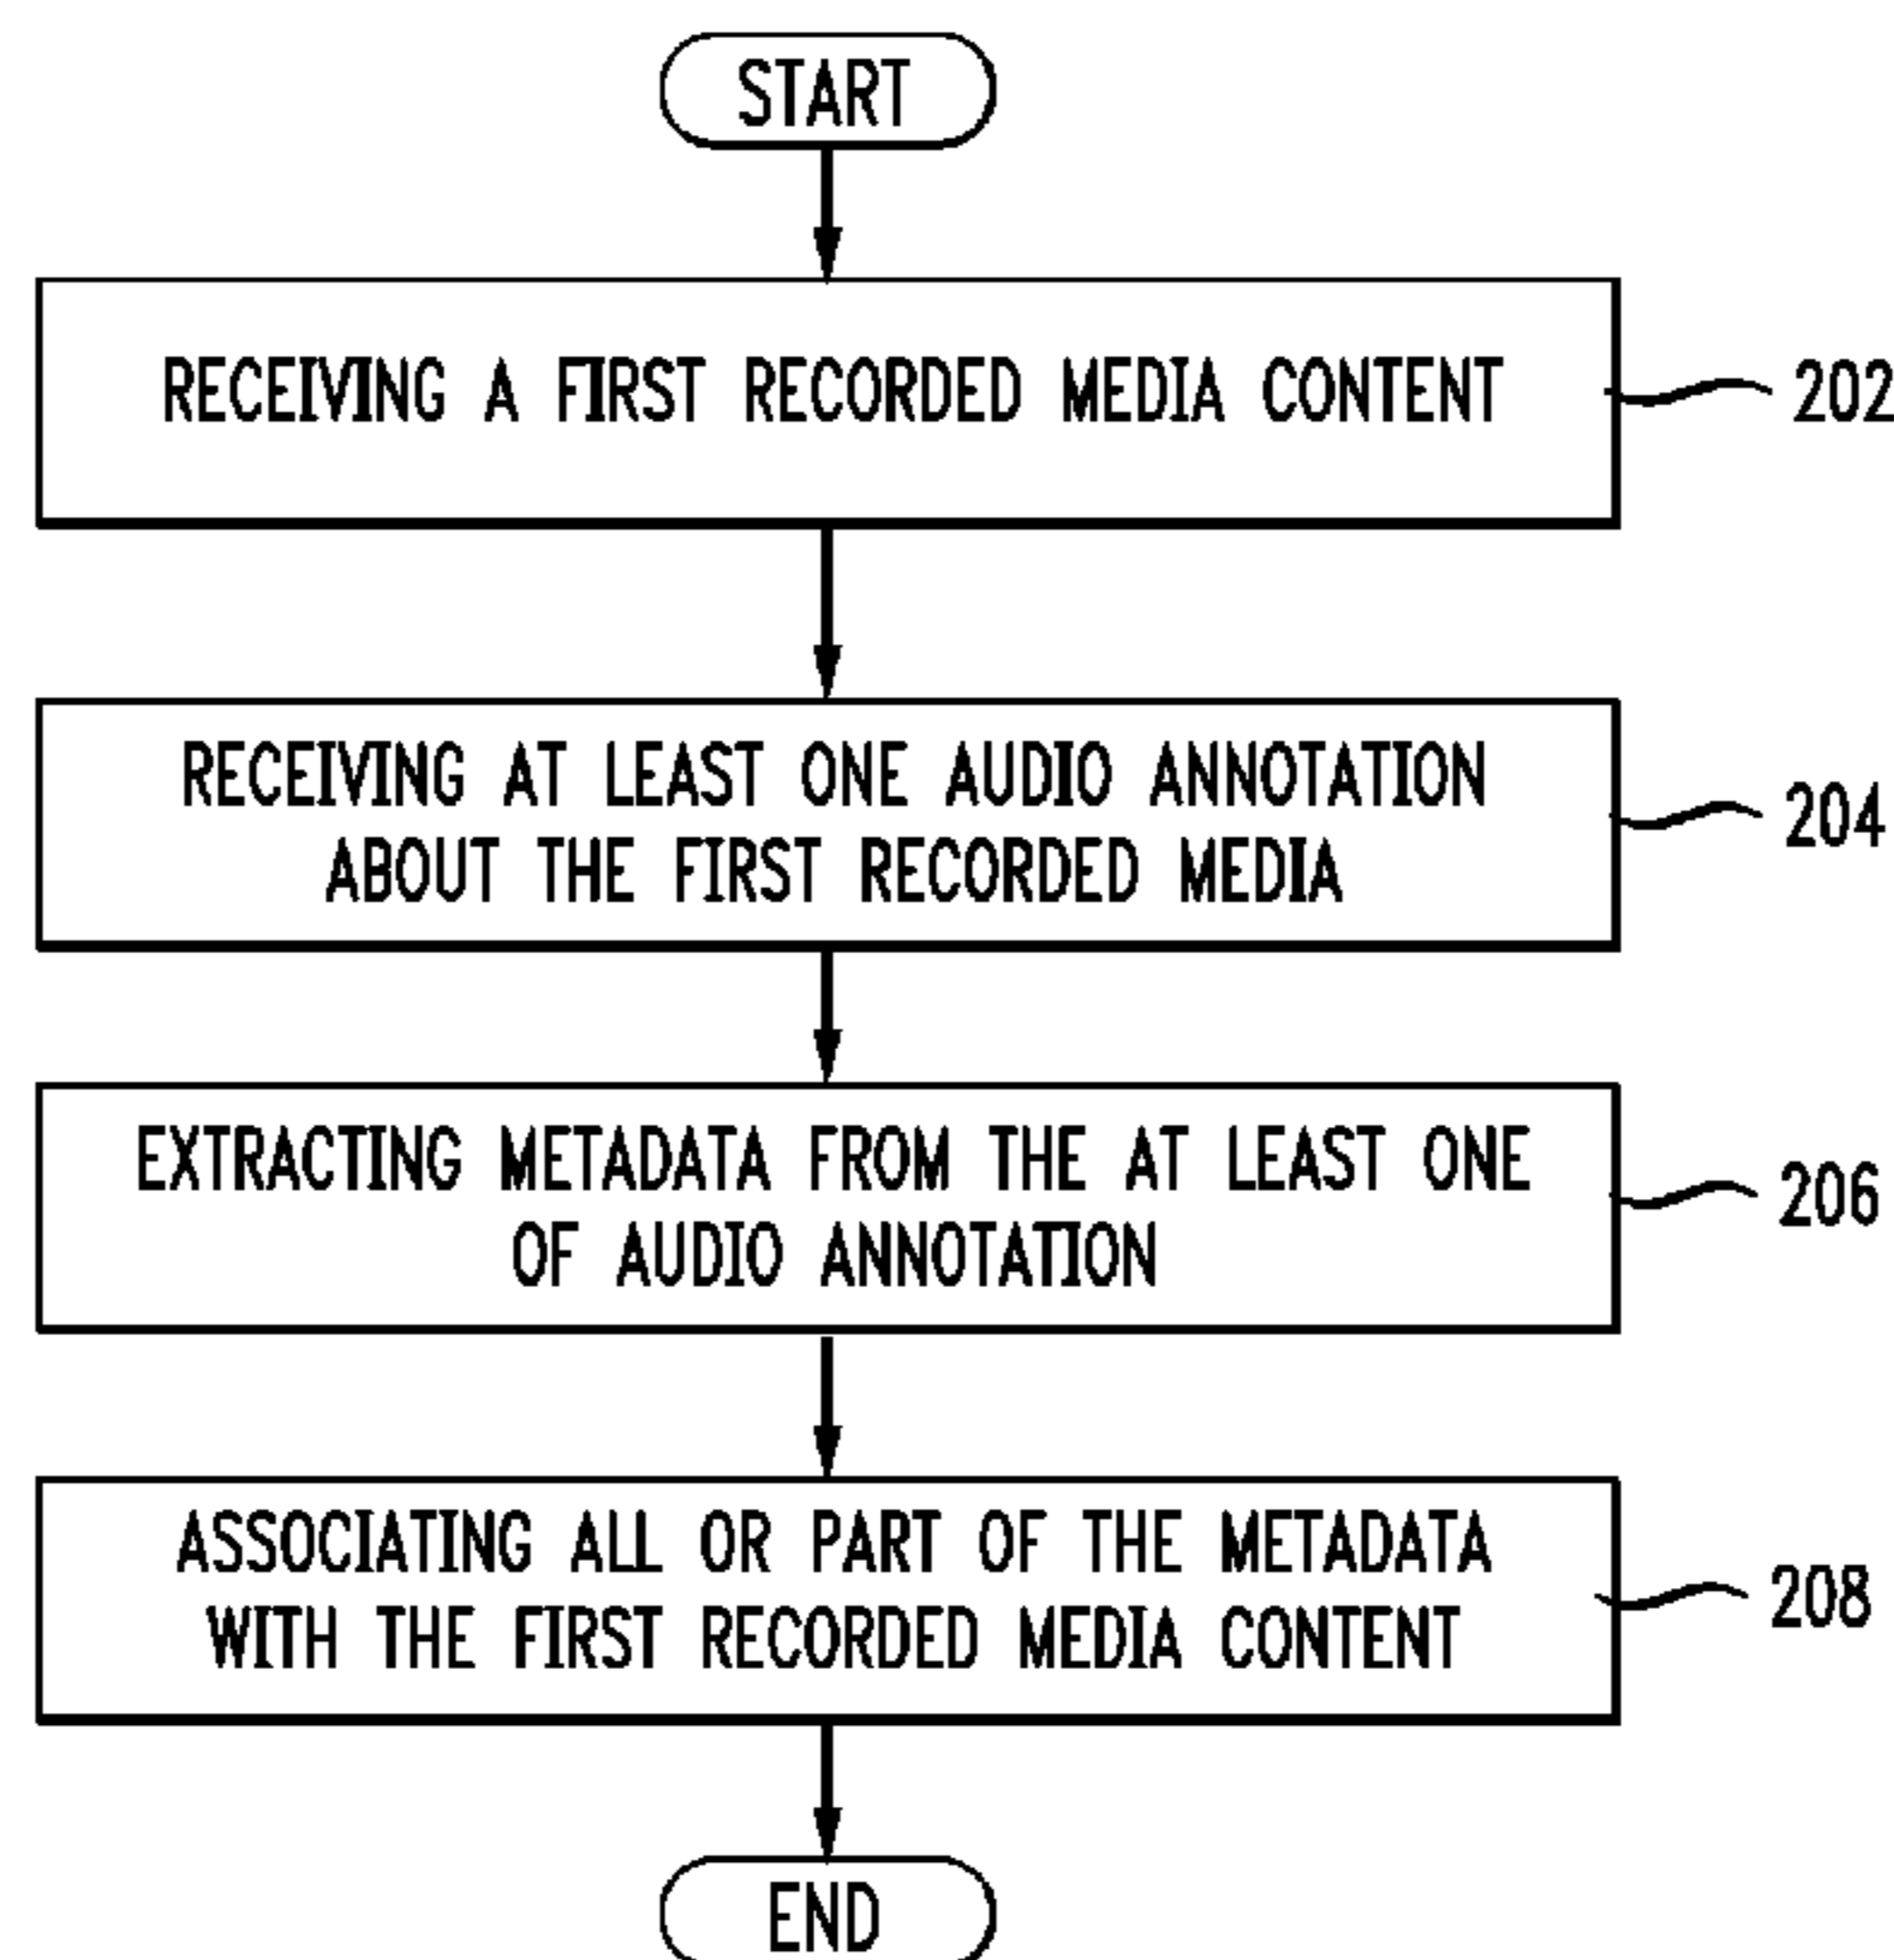 START
RECEIVING A FIRST RECORDED MEDIA CONTENT
202
RECEIVING AT LEAST ONE AUDIO ANNOTATION
ABOUT THE FIRST RECORDED MEDIA
204
EXTRACTING METADATA FROM THE AT LEAST ONE
OF AUDIO ANNOTATION
206
ASSOCIATING ALL OR PART OF THE METADATA
WITH THE FIRST RECORDED MEDIA CONTENT
208
END